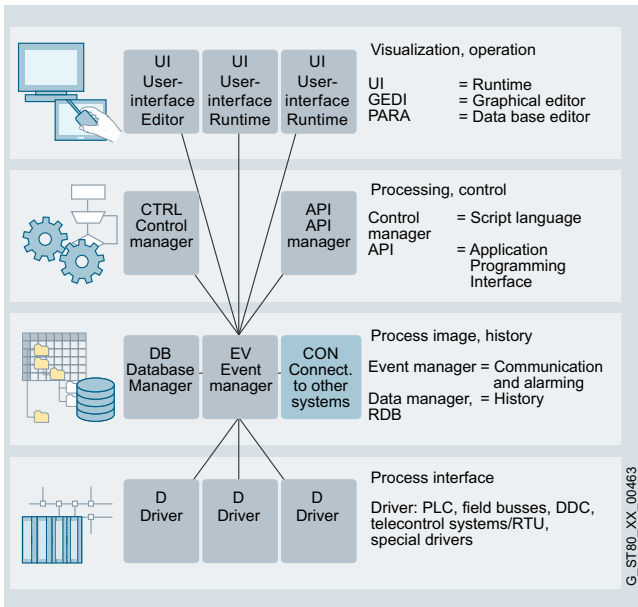 UI
User-
interface
Editor
UI
User-
interface
Runtime
UI
User-
interface
Runtime
Visualization, operation
UI = Runtime
GEDI = Graphical editor
PARA = Data base editor
CTRL
Control
manager
API
API
manager
Processing, control
Control = Script language
manager
API = Application
Programming
Interface
DB
Database
Manager
EV
Event
manager
CON
Connect.
to other
systems
Process image, history
Event manager = Communication
and alarming
Data manager, = History
RDB
D
Driver
D
Driver
D
Driver
Process interface
Driver: PLC, field busses, DDC,
telecontrol systems/RTU,
special drivers
G_ST80_XX_00463